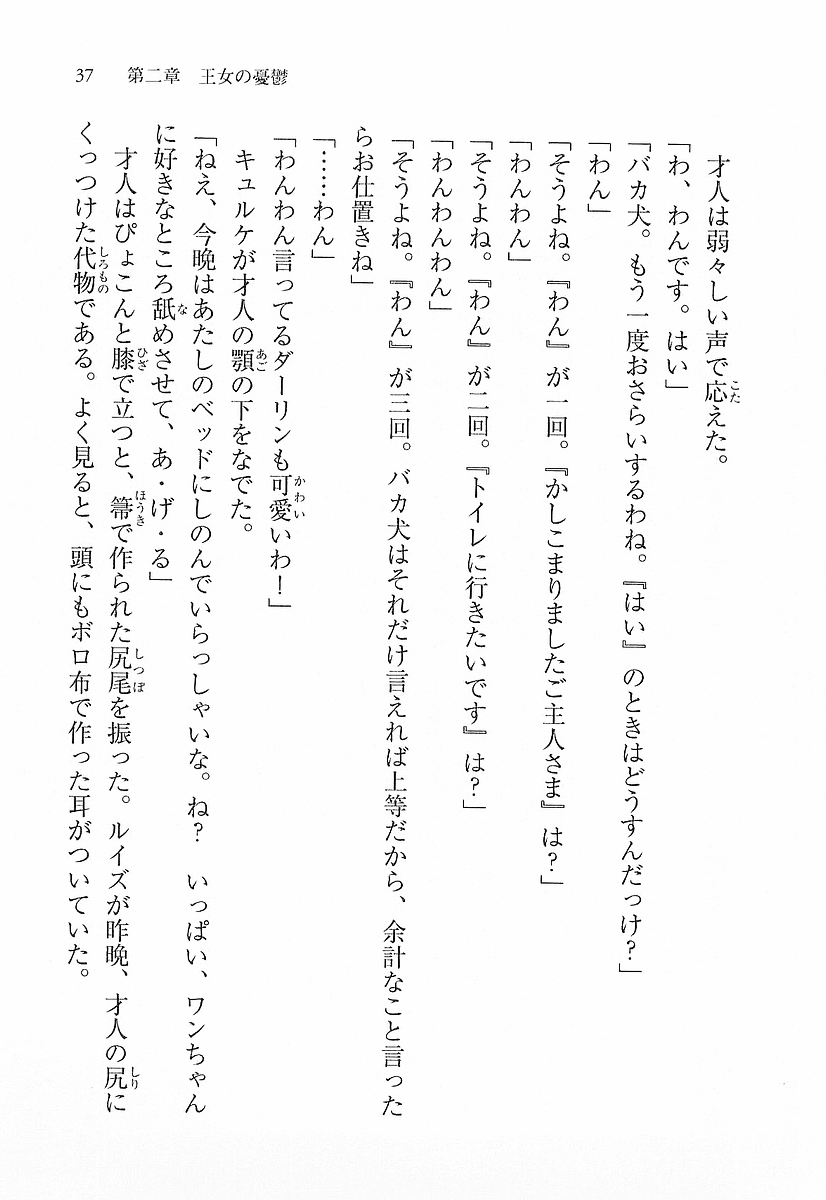 37　第二章　王女の憂鬱
才人は弱々しい声で応えた。
「わ、わんです。はい」
「バカ犬。もう一度おさらいするわね。『はい』のときはどうすんだっけ？」
「わん」
「そうよね。『わん』が一回。『かしこまりましたご主人さま』は？」
「わんわん」
「そうよね。『わん』が二回。『トイレに行きたいです』は？」
「わんわんわん」
「そうよね。『わん』が三回。バカ犬はそれだけ言えれば上等だから、余計なこと言った
らお仕置きね」
「……わん」
「わんわん言ってるダーリンも可愛いわ！」
キュルケが才人の顎の下をなでた。
「ねえ、今晩はあたしのベッドにしのんでいらっしゃいな。ね？　いっぱい、ワンちゃん
に好きなところ舐めさせて、あ・げ・る」
才人はぴょこんと膝で立つと、箒で作られた尻尾を振った。ルイズが昨晩、才人の尻に
くっつけた代物である。よく見ると、頭にもボロ布で作った耳がついていた。